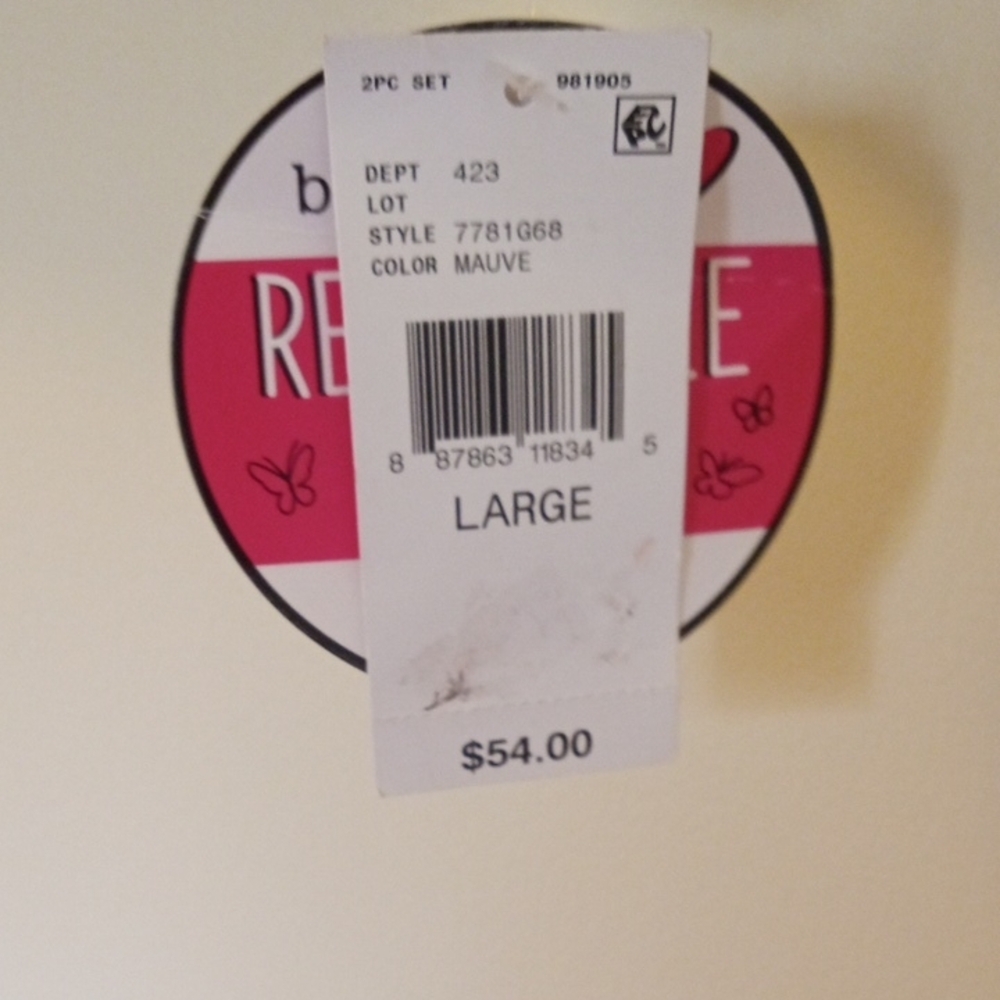 2PC SET 981905
DEPT 423
LOT
STYLE 7781G68
COLOR MAUVE
8 87863 11834 5
LARGE
$54.00